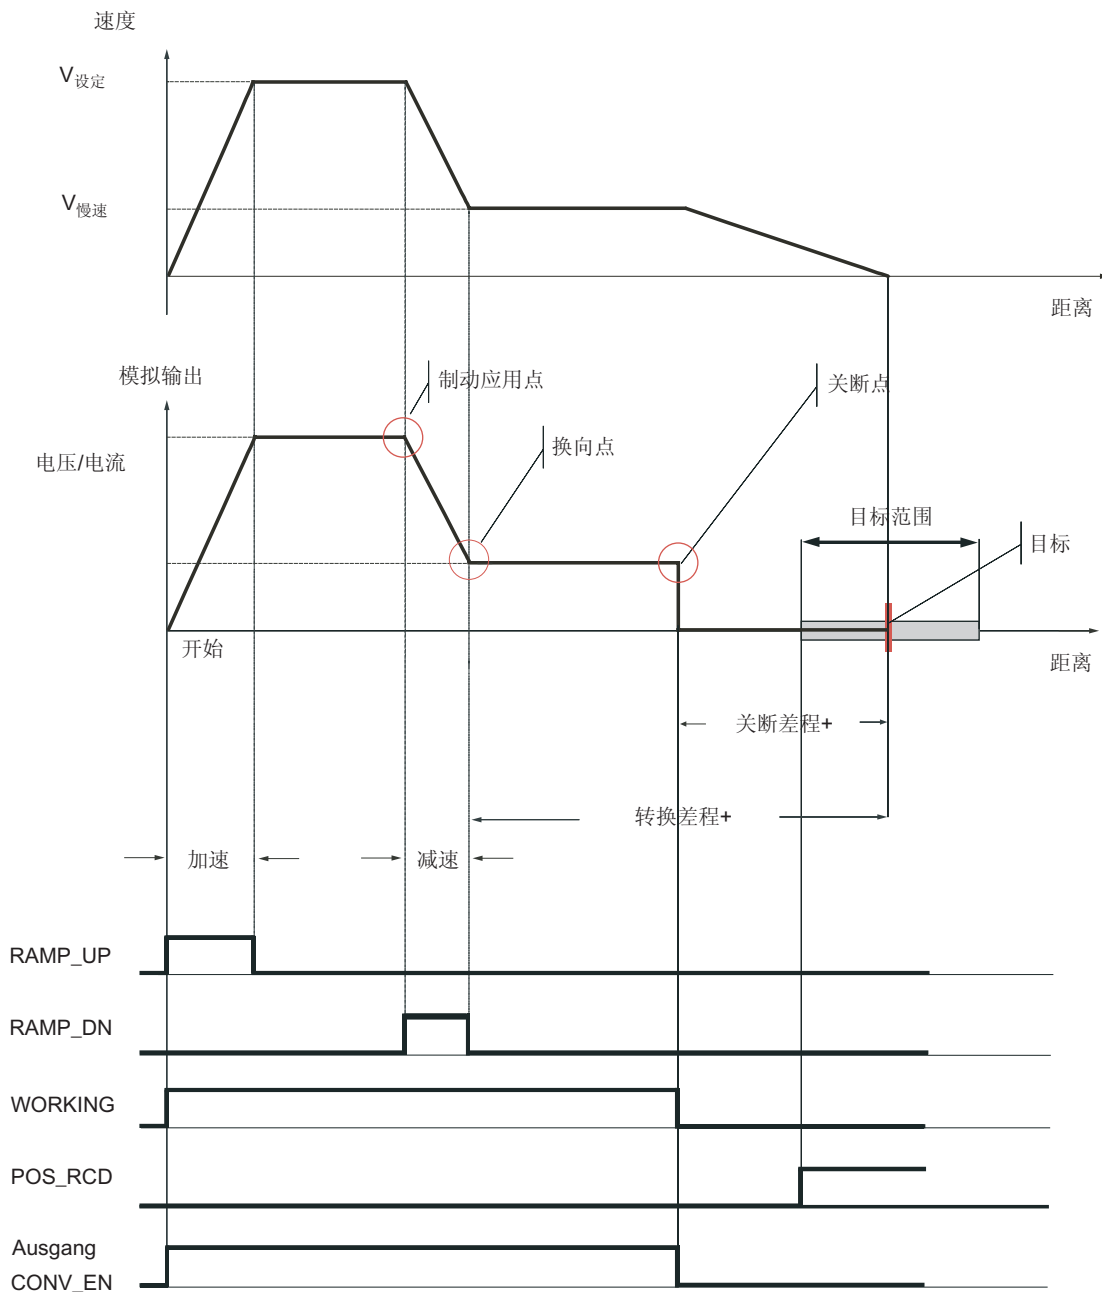 速度
V设定
V慢速
距离
模拟输出
制动应用点
关断点
换向点
电压/电流
目标范围
目标
开始
距离
关断差程+
转换差程+
加速
减速
RAMP_UP
RAMP_DN
WORKING
POS_RCD
Ausgang
CONV_EN